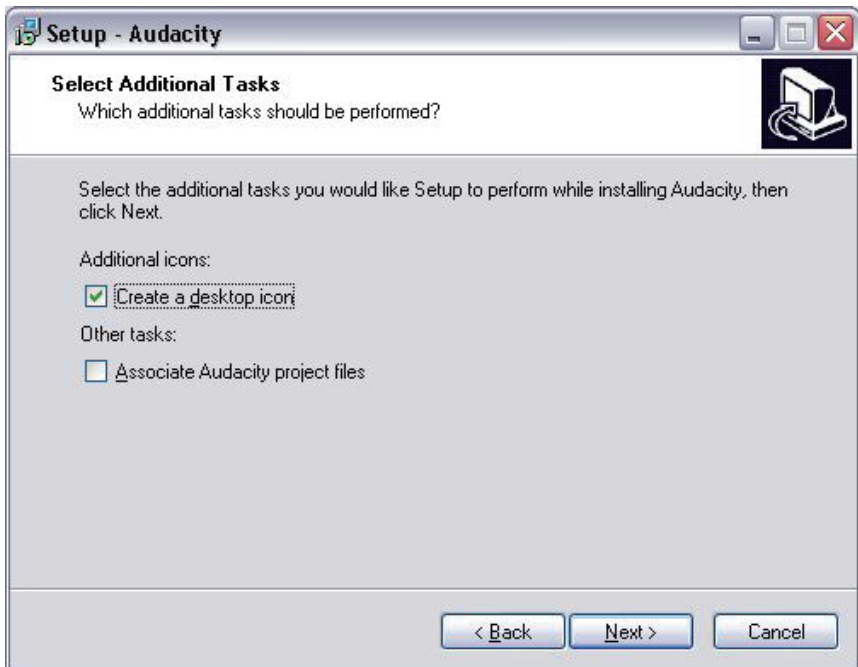 Setup - Audacity
Select Additional Tasks
Which additional tasks should be performed?
Select the additional tasks you would like Setup to perform while installing Audacity, then
click Next.
Additional icons:
Create a desktop icon
Other tasks:
Associate Audacity project files
< Back
Next >
Cancel